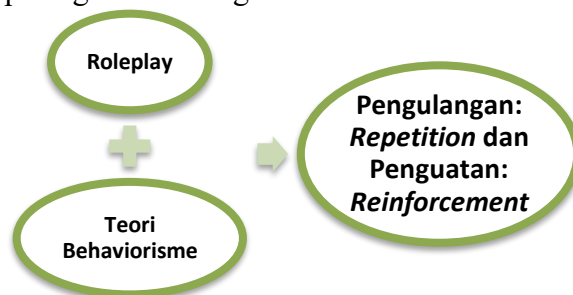 Roleplay
Teori
Behaviorisme
Pengulangan:
Repetition dan
Penguatan:
Reinforcement